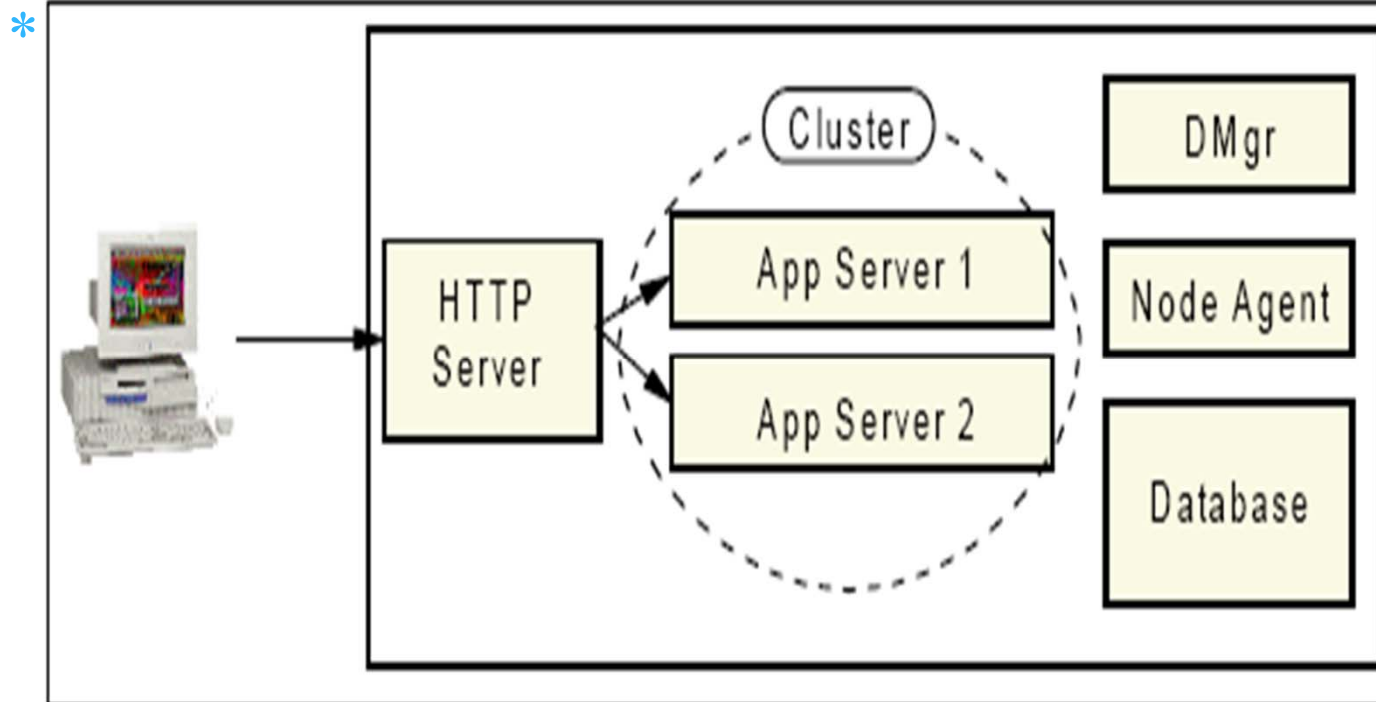 *
Cluster
DMgr
App Server 1
HTTP
Server
Node Agent
App Server 2
Database